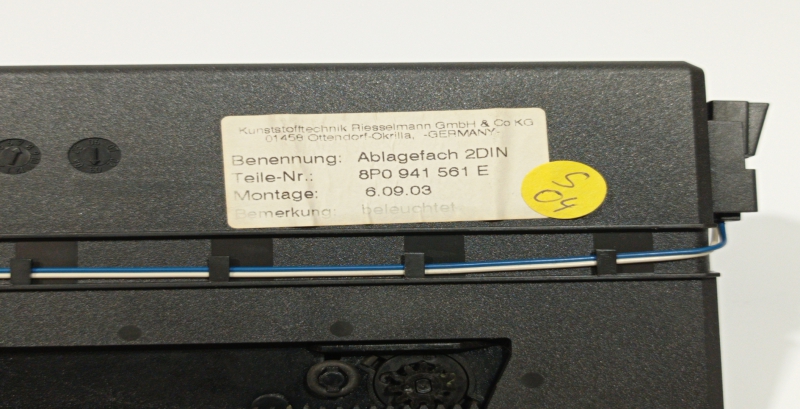 Kunststofftechnik Riesselmann GmbH & Co KG
01458 Ottendorf-Okrilla, -GERMANY-
Benennung: Ablagefach 2DIN
Teile-Nr.: 8P0 941 561 E
Montage: 6.09.03
Bemerkung: beleuchtet
S
04